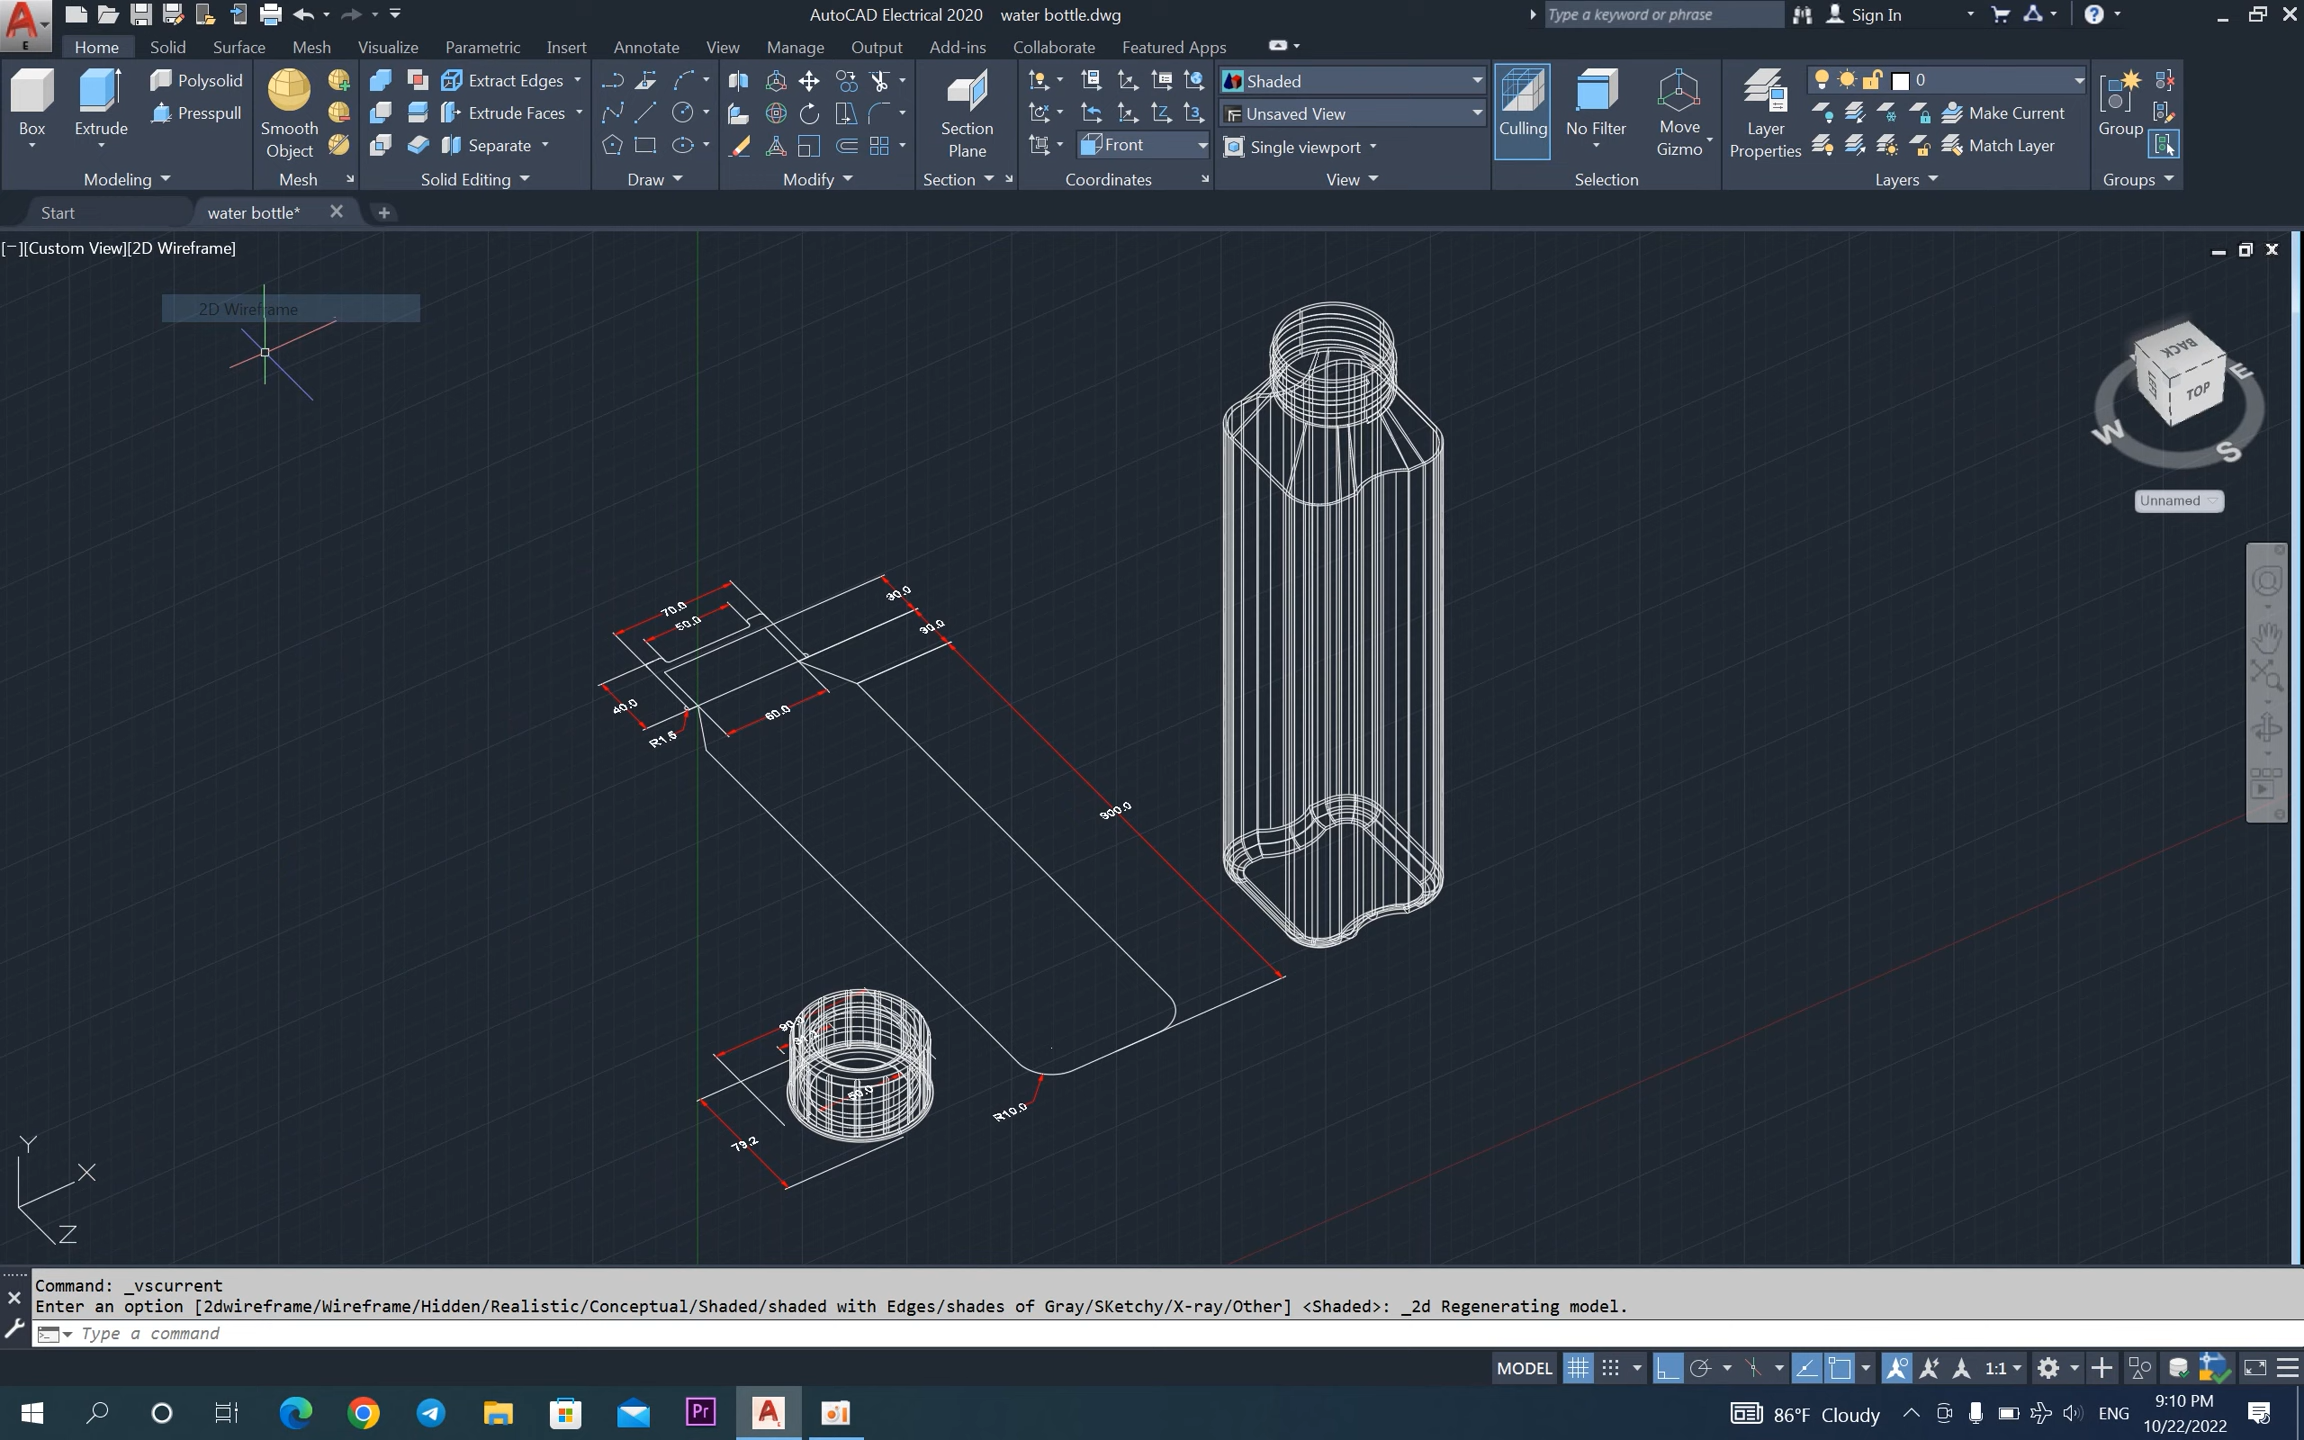 AutoCAD Electrical 2020 water bottle.dwg
Type a keyword or phrase
Sign In
Home Solid Surface Mesh Visualize Parametric Insert Annotate View Manage Output Add-ins Collaborate Featured Apps
Box
Extrude
Polysolid
Presspull
Modeling
Smooth
Object
Mesh
Extract Edges
Extrude Faces
Separate
Solid Editing
Draw
Modify
Section
Plane
Section
Front
Coordinates
Shaded
Unsaved View
Single viewport
View
Culling
No Filter
Move
Gizmo
Selection
Layer
Properties
0
Make Current
Match Layer
Layers
Group
Groups
Start
water bottle*
[−][Custom View][2D Wireframe]
2D Wireframe
BACK
TOP
E
W
S
Unnamed
70.0
50.0
30.0
30.0
40.0
R1.5
60.0
300.0
R10.0
50.0
79.2
Y
X
Z
Command: _vscurrent
Enter an option [2dwireframe/Wireframe/Hidden/Realistic/Conceptual/Shaded/shaded with Edges/shades of Gray/SKetchy/X-ray/Other] <Shaded>: _2d Regenerating model.
Type a command
MODEL
1:1
86°F Cloudy
ENG
9:10 PM
10/22/2022